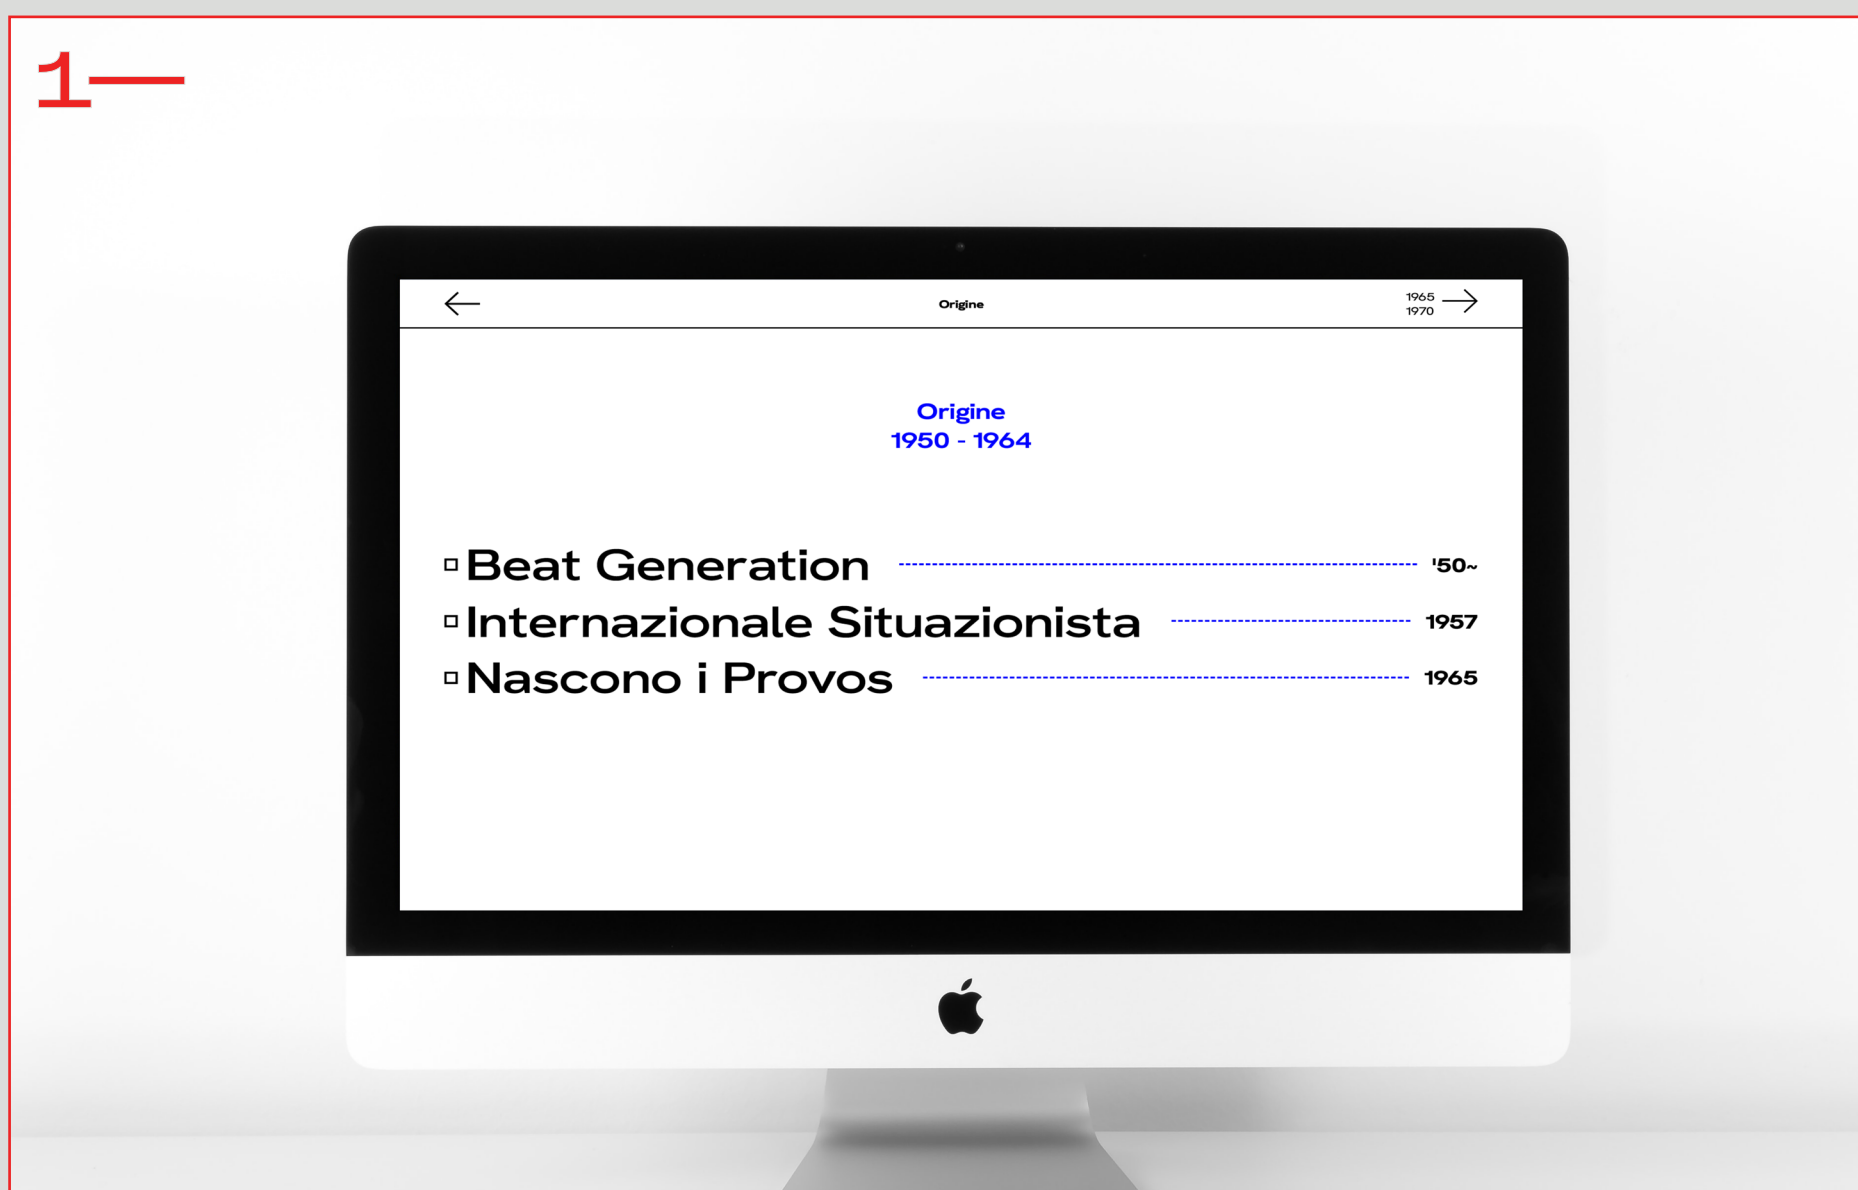 1—
←
Origine
1965 →
1970
Origine
1950 - 1964
Beat Generation '50~
Internazionale Situazionista 1957
Nascono i Provos 1965